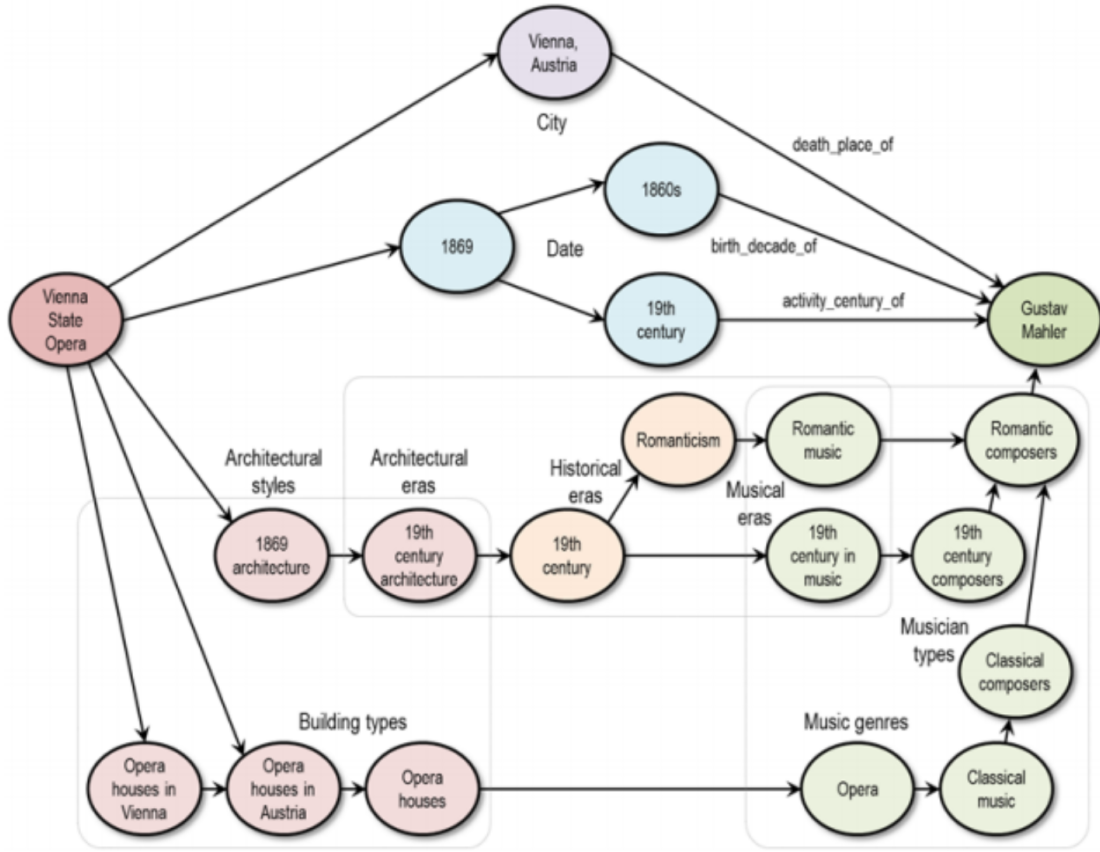 Vienna,
Austria
City
death_place_of
1860s
1869
Date
birth_decade_of
Vienna
State
Opera
19th
century
activity_century_of
Gustav
Mahler
Architectural
styles
Architectural
eras
Historical
eras
Romanticism
Romantic
music
Romantic
composers
Musical
eras
1869
architecture
19th
century
architecture
19th
century
19th
century in
music
19th
century
composers
Musician
types
Classical
composers
Building types
Music genres
Opera
houses in
Vienna
Opera
houses in
Austria
Opera
houses
Opera
Classical
music